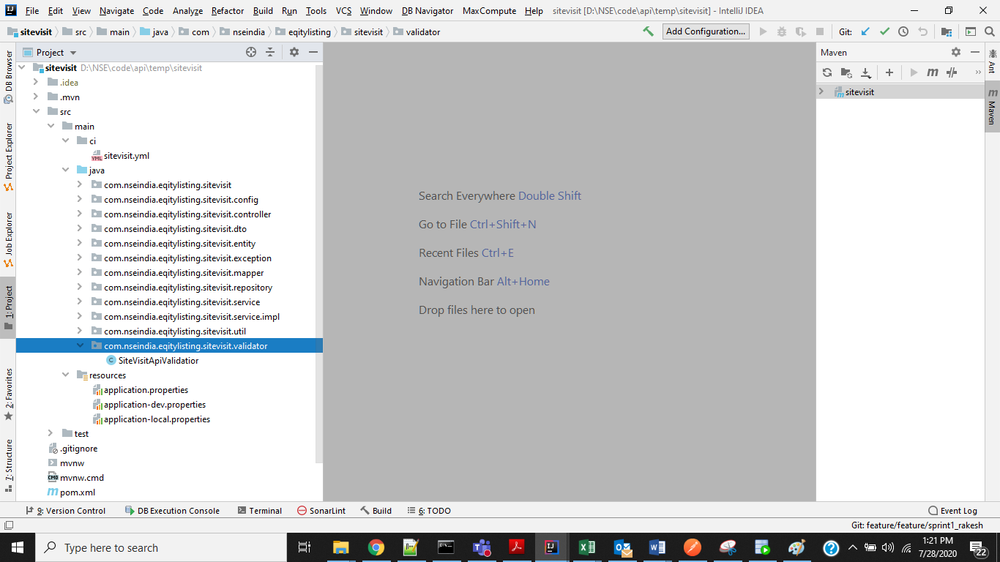 File Edit View Navigate Code Analyze Refactor Build Run Tools VCS Window DB Navigator MaxCompute Help sitevisit [D:\NSE\code\api\temp\sitevisit] - IntelliJ IDEA
sitevisit src main java com nseindia eqitylisting sitevisit validator Add Configuration... Git:
Project
Maven
sitevisit D:\NSE\code\api\temp\sitevisit
.idea
.mvn
src
main
ci
sitevisit.yml
java
com.nseindia.eqitylisting.sitevisit
com.nseindia.eqitylisting.sitevisit.config
com.nseindia.eqitylisting.sitevisit.controller
com.nseindia.eqitylisting.sitevisit.dto
com.nseindia.eqitylisting.sitevisit.entity
com.nseindia.eqitylisting.sitevisit.exception
com.nseindia.eqitylisting.sitevisit.mapper
com.nseindia.eqitylisting.sitevisit.repository
com.nseindia.eqitylisting.sitevisit.service
com.nseindia.eqitylisting.sitevisit.service.impl
com.nseindia.eqitylisting.sitevisit.util
com.nseindia.eqitylisting.sitevisit.validator
SiteVisitApiValidatior
resources
application.properties
application-dev.properties
application-local.properties
test
.gitignore
mvnw
mvnw.cmd
pom.xml
DB Browser
Project Explorer
Job Explorer
1: Project
2: Favorites
7: Structure
Search Everywhere Double Shift
Go to File Ctrl+Shift+N
Recent Files Ctrl+E
Navigation Bar Alt+Home
Drop files here to open
sitevisit
Ant
Maven
9: Version Control DB Execution Console Terminal SonarLint Build 6: TODO Event Log
Git: feature/feature/sprint1_rakesh
Type here to search
1:21 PM
7/28/2020
22